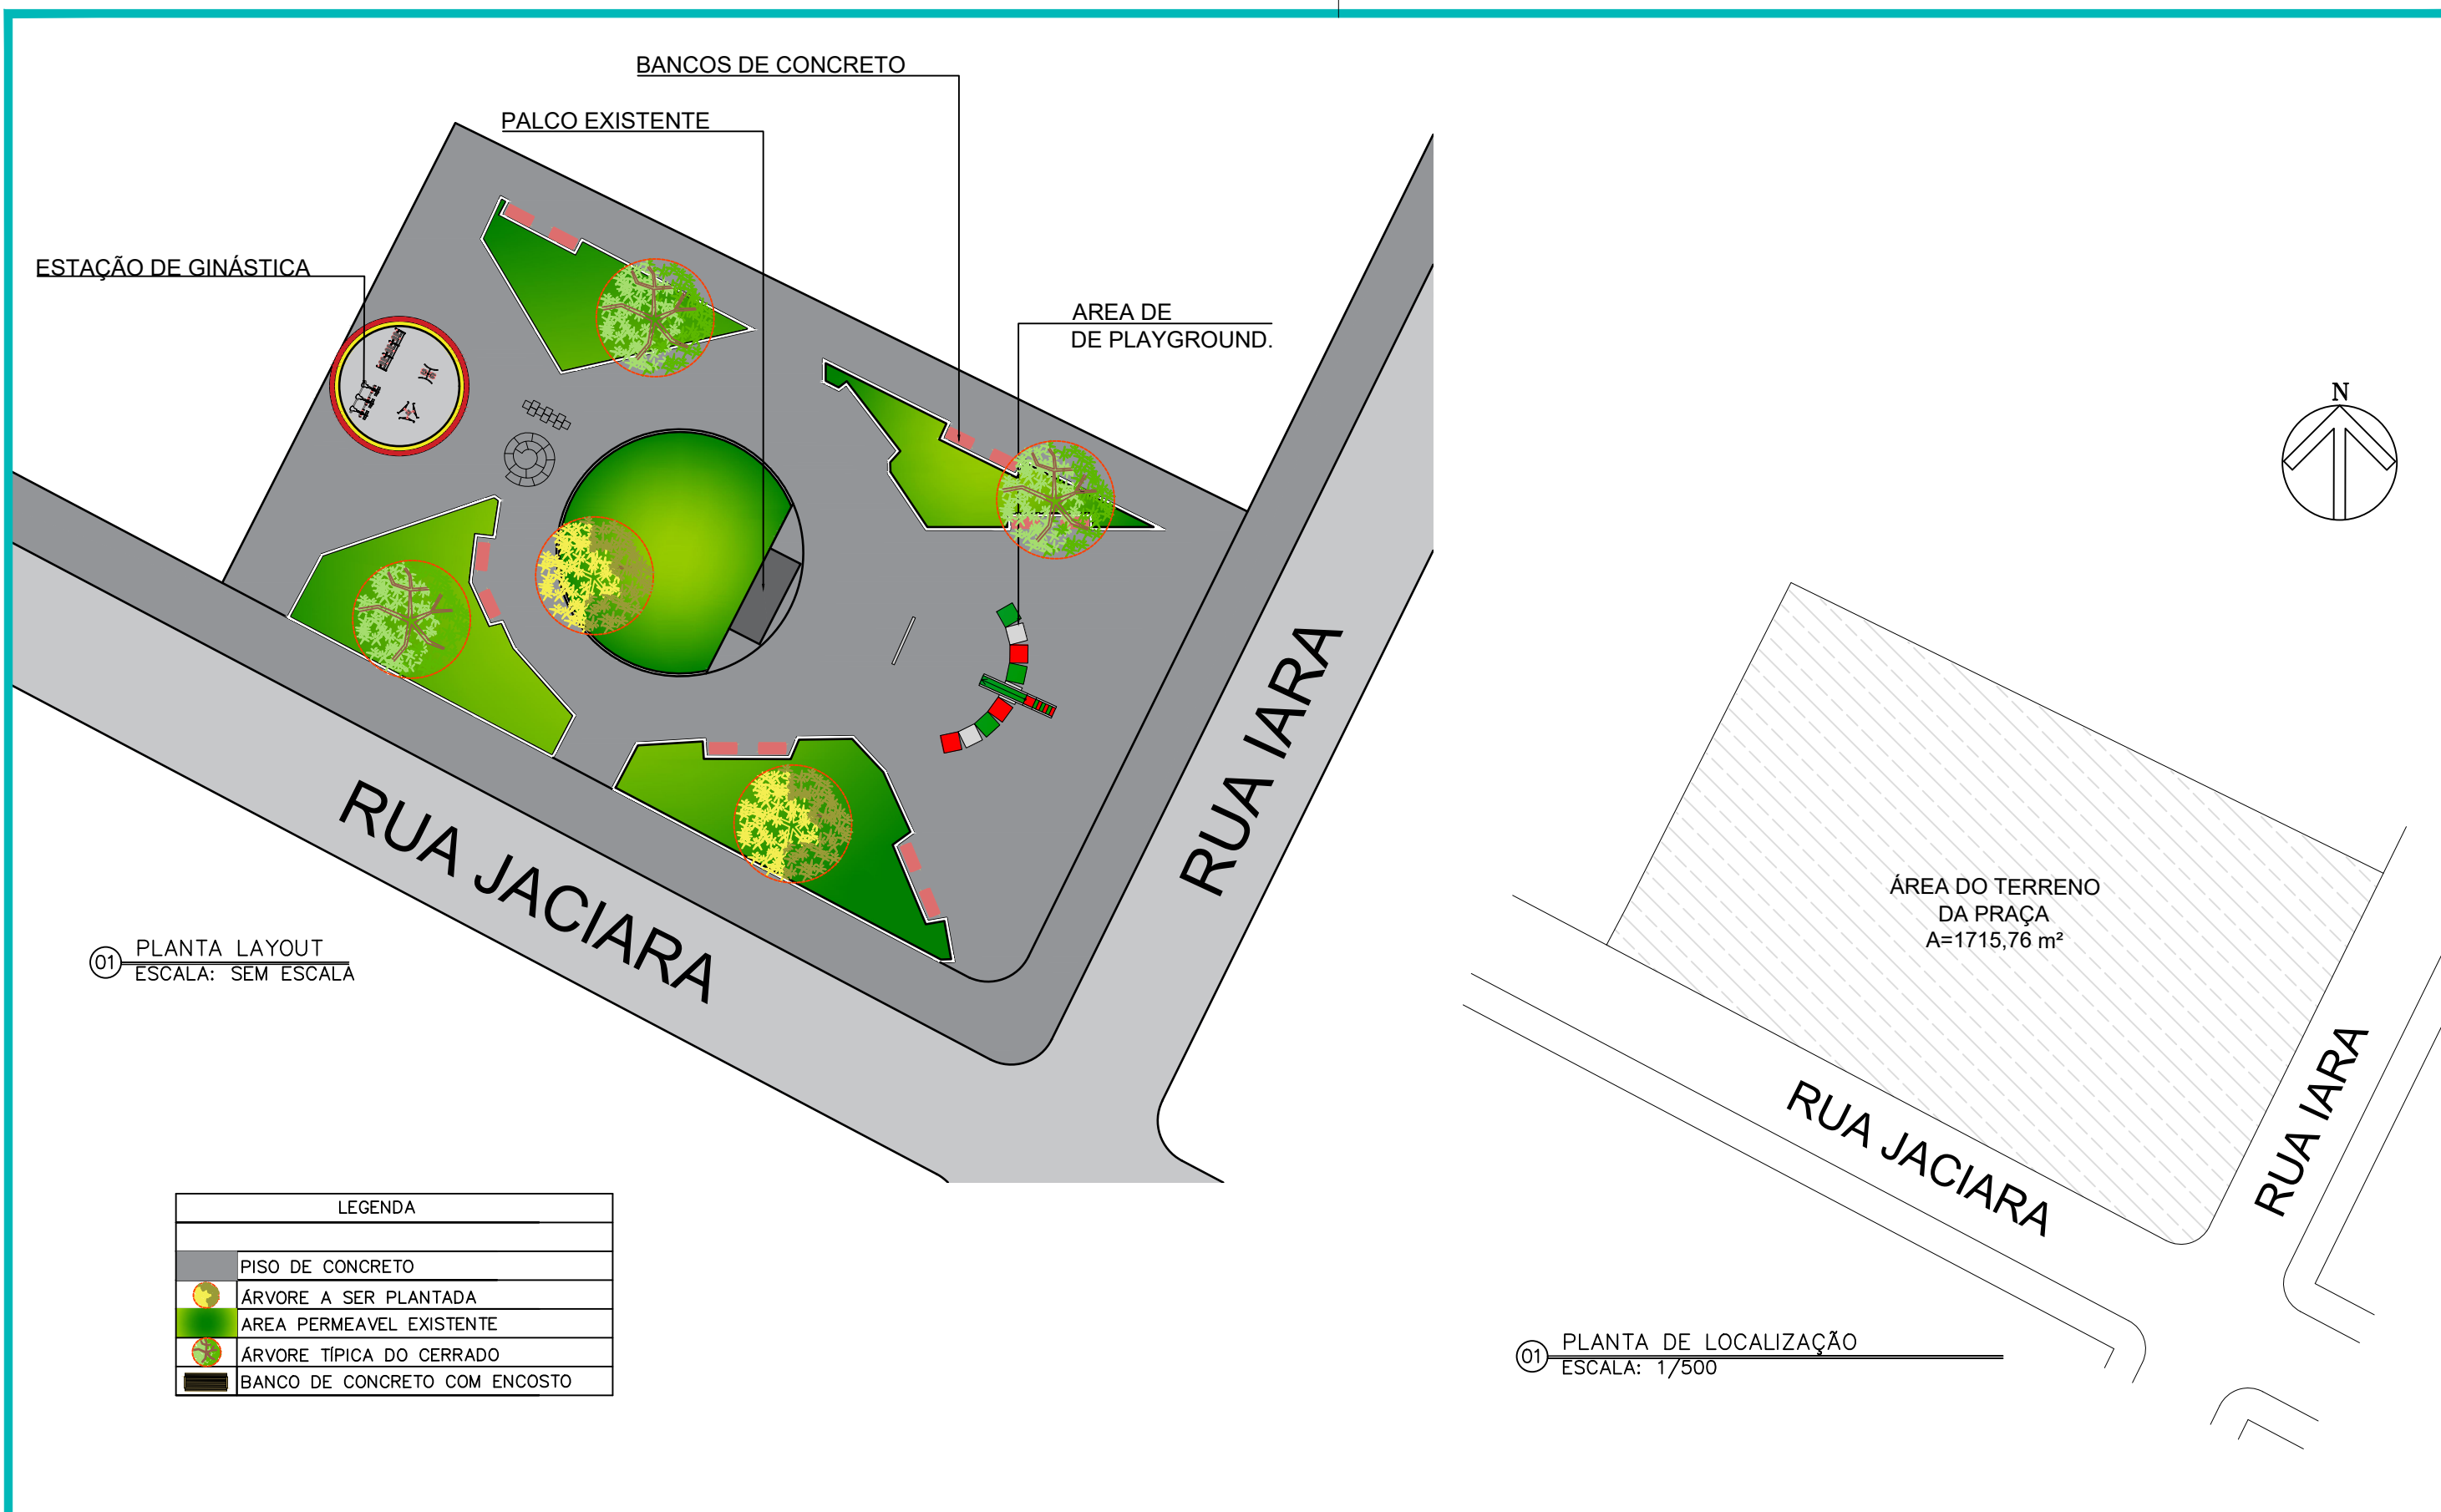 BANCOS DE CONCRETO
PALCO EXISTENTE
ESTAÇÃO DE GINÁSTICA
AREA DE
DE PLAYGROUND.
RUA JACIARA
RUA IARA
01
PLANTA LAYOUT
ESCALA: SEM ESCALA
LEGENDA
PISO DE CONCRETO
ÁRVORE A SER PLANTADA
AREA PERMEAVEL EXISTENTE
ÁRVORE TÍPICA DO CERRADO
BANCO DE CONCRETO COM ENCOSTO
N
ÁREA DO TERRENO
DA PRAÇA
A=1715,76 m²
RUA JACIARA
RUA IARA
01
PLANTA DE LOCALIZAÇÃO
ESCALA: 1/500